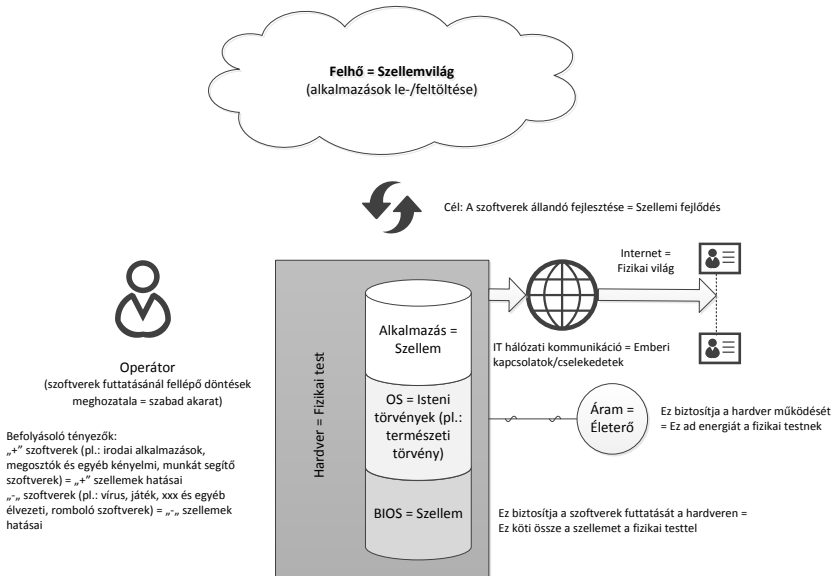 Felhő = Szellemvilág
(alkalmazások le-/feltöltése)
Cél: A szoftverek állandó fejlesztése = Szellemi fejlődés
Internet =
Fizikai világ
Alkalmazás =
Szellem
IT hálózati kommunikáció = Emberi
kapcsolatok/cselekedetek
Hardver = Fizikai test
Operátor
(szoftverek futtatásánál fellépő döntések
meghozatala = szabad akarat)
OS = Isteni
törvények (pl.:
természeti
törvény)
Áram =
Életerő
Ez biztosítja a hardver működését
= Ez ad energiát a fizikai testnek
Befolyásoló tényezők:
„+” szoftverek (pl.: irodai alkalmazások,
megosztók és egyéb kényelmi, munkát segítő
szoftverek) = „+” szellemek hatásai
„-„ szoftverek (pl.: vírus, játék, xxx és egyéb
élvezeti, romboló szoftverek) = „-„ szellemek
hatásai
BIOS = Szellem
Ez biztosítja a szoftverek futtatását a hardveren =
Ez köti össze a szellemet a fizikai testtel